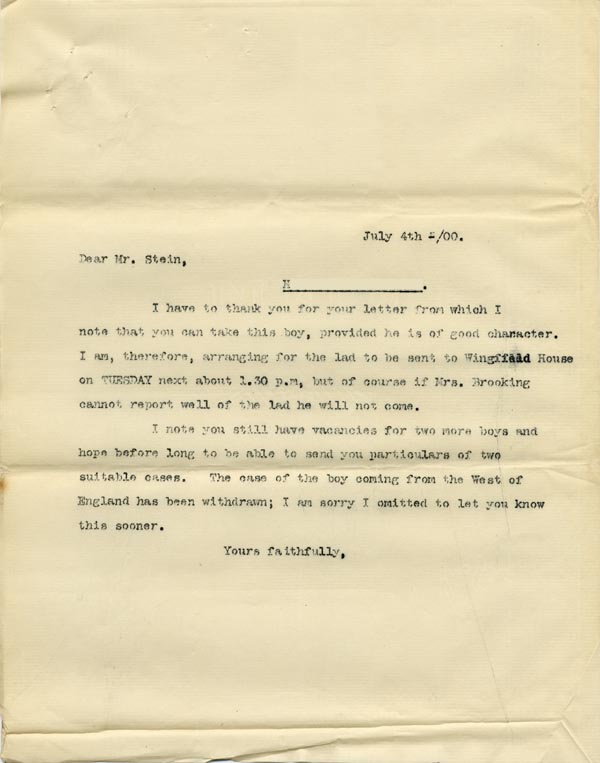 July 4th -/00.
Dear Mr. Stein,
H________________.
I have to thank you for your letter from which I
note that you can take this boy, provided he is of good character.
I am, therefore, arranging for the lad to be sent to Wingfield House
on TUESDAY next about 1.30 p.m, but of course if Mrs. Brooking
cannot report well of the lad he will not come.
I note you still have vacancies for two more boys and
hope before long to be able to send you particulars of two
suitable cases. The case of the boy coming from the West of
England has been withdrawn; I am sorry I omitted to let you know
this sooner.
Yours faithfully,